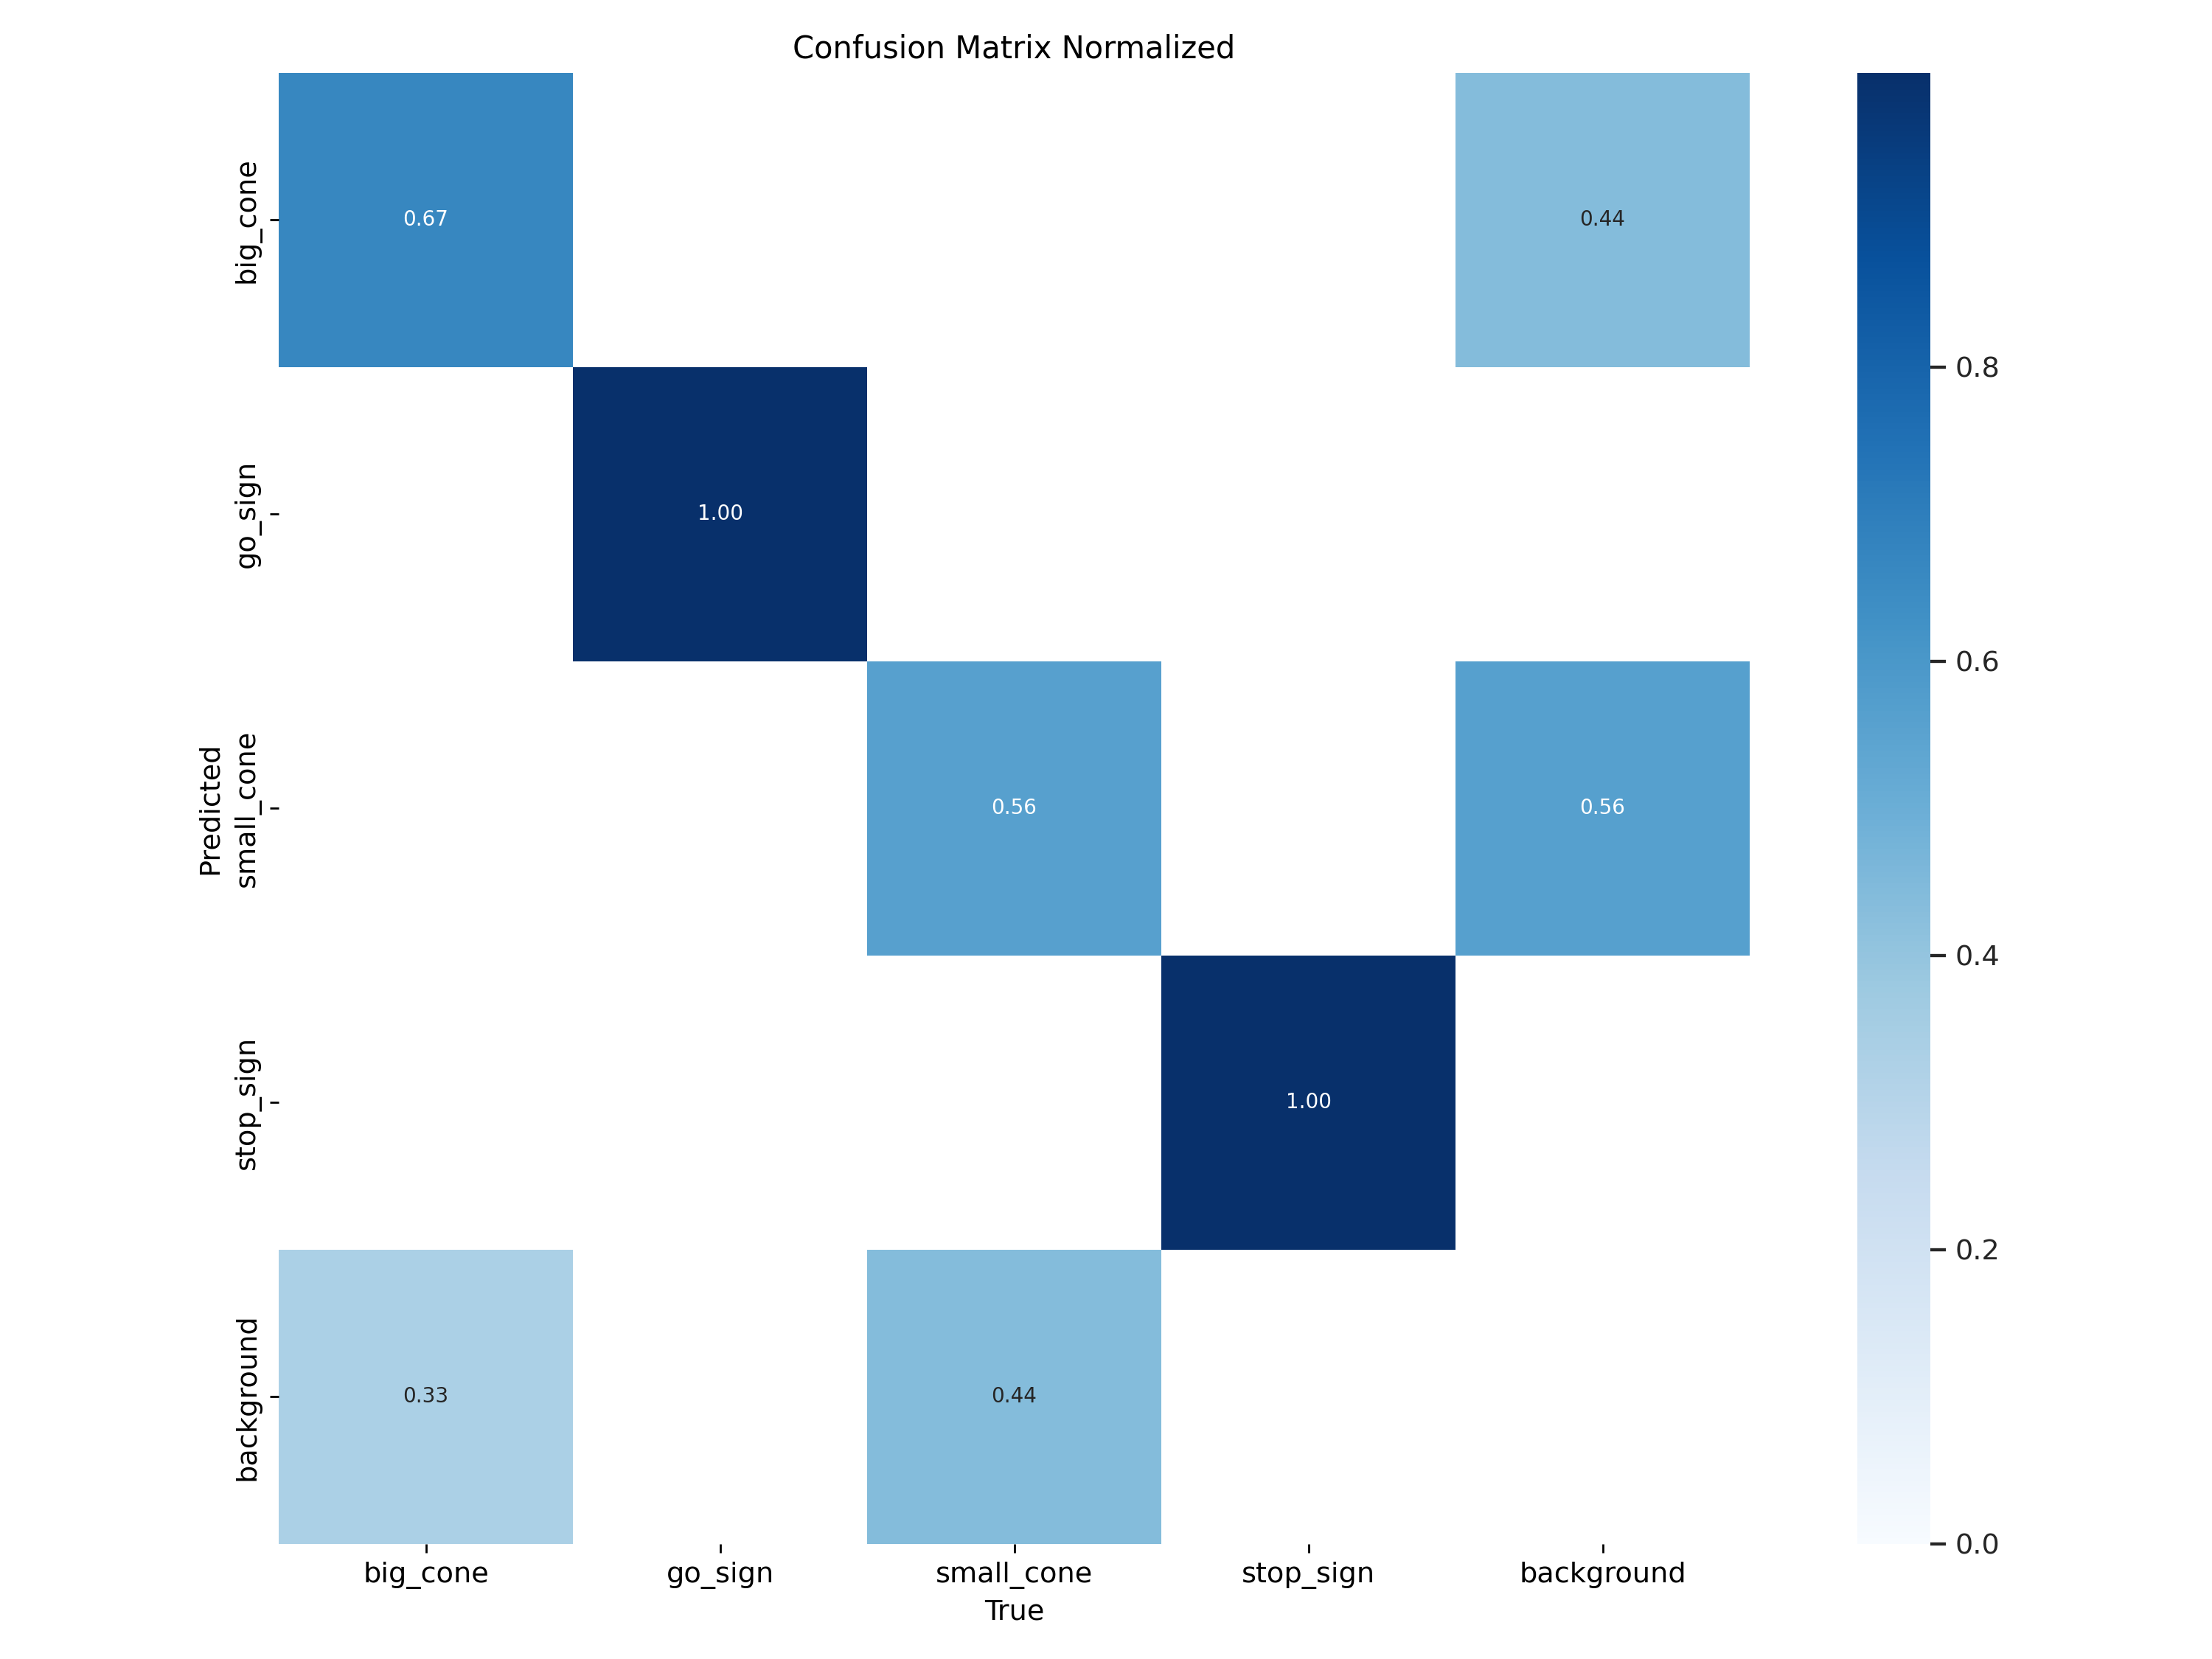 Confusion Matrix Normalized
big_cone
0.67
0.44
go_sign
1.00
0.8
Predicted
small_cone
0.56
0.56
0.6
stop_sign
1.00
0.4
background
0.33
0.44
0.2
0.0
big_cone go_sign small_cone stop_sign background
True